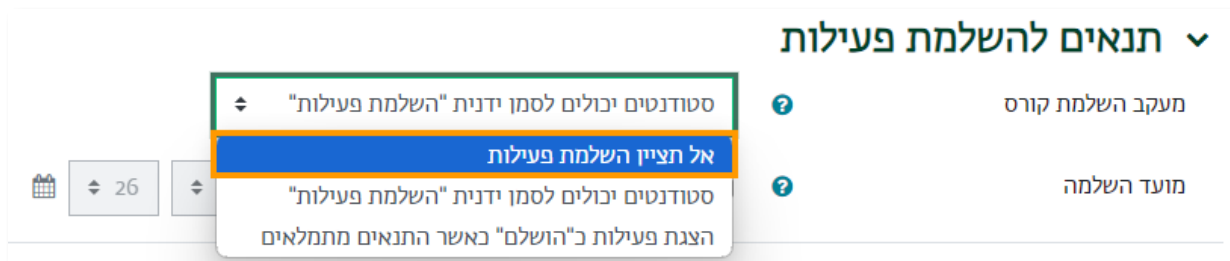 תנאים להשלמת פעילות
מעקב השלמת קורס
סטודנטים יכולים לסמן ידנית "השלמת פעילות"
אל תציין השלמת פעילות
סטודנטים יכולים לסמן ידנית "השלמת פעילות"
הצגת פעילות כ"הושלם" כאשר התנאים מתמלאים
מועד השלמה
26